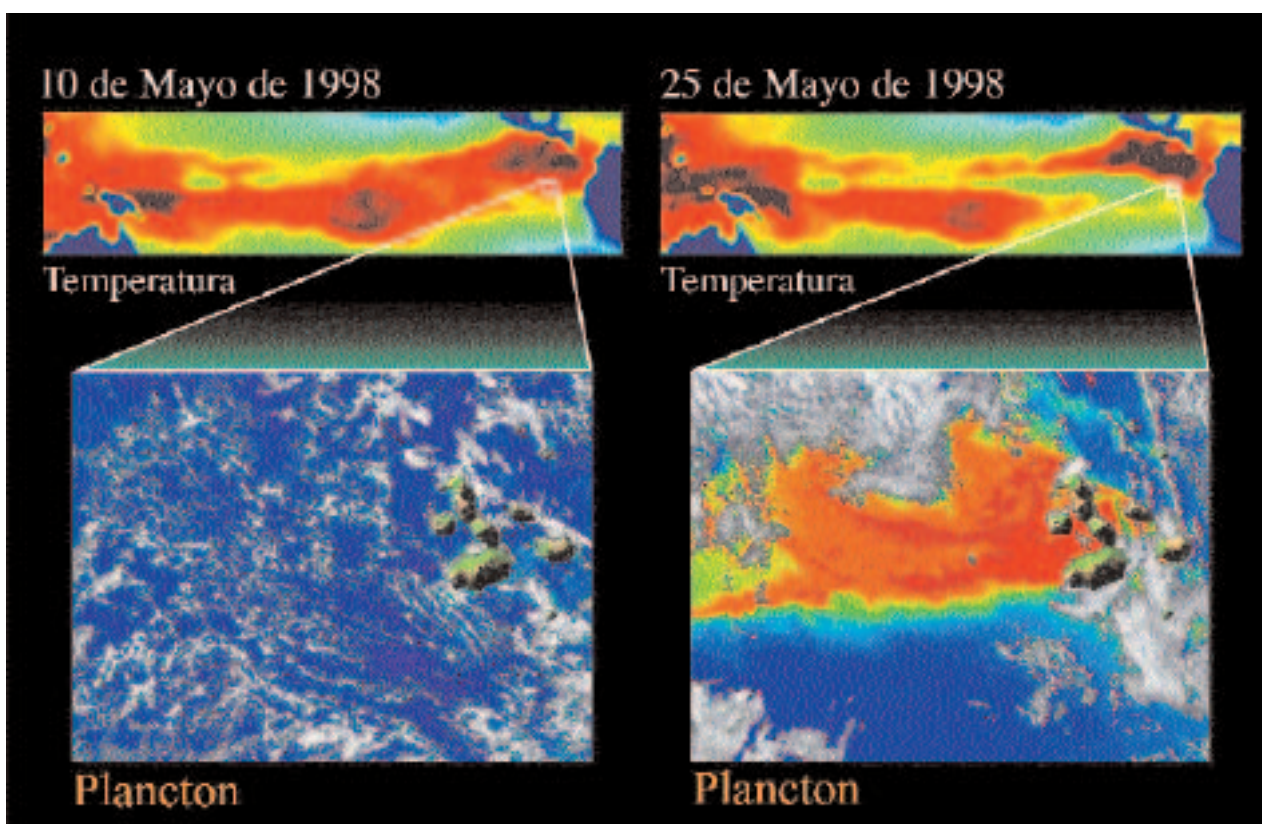 10 de Mayo de 1998
25 de Mayo de 1998
Temperatura
Temperatura
Plancton
Plancton